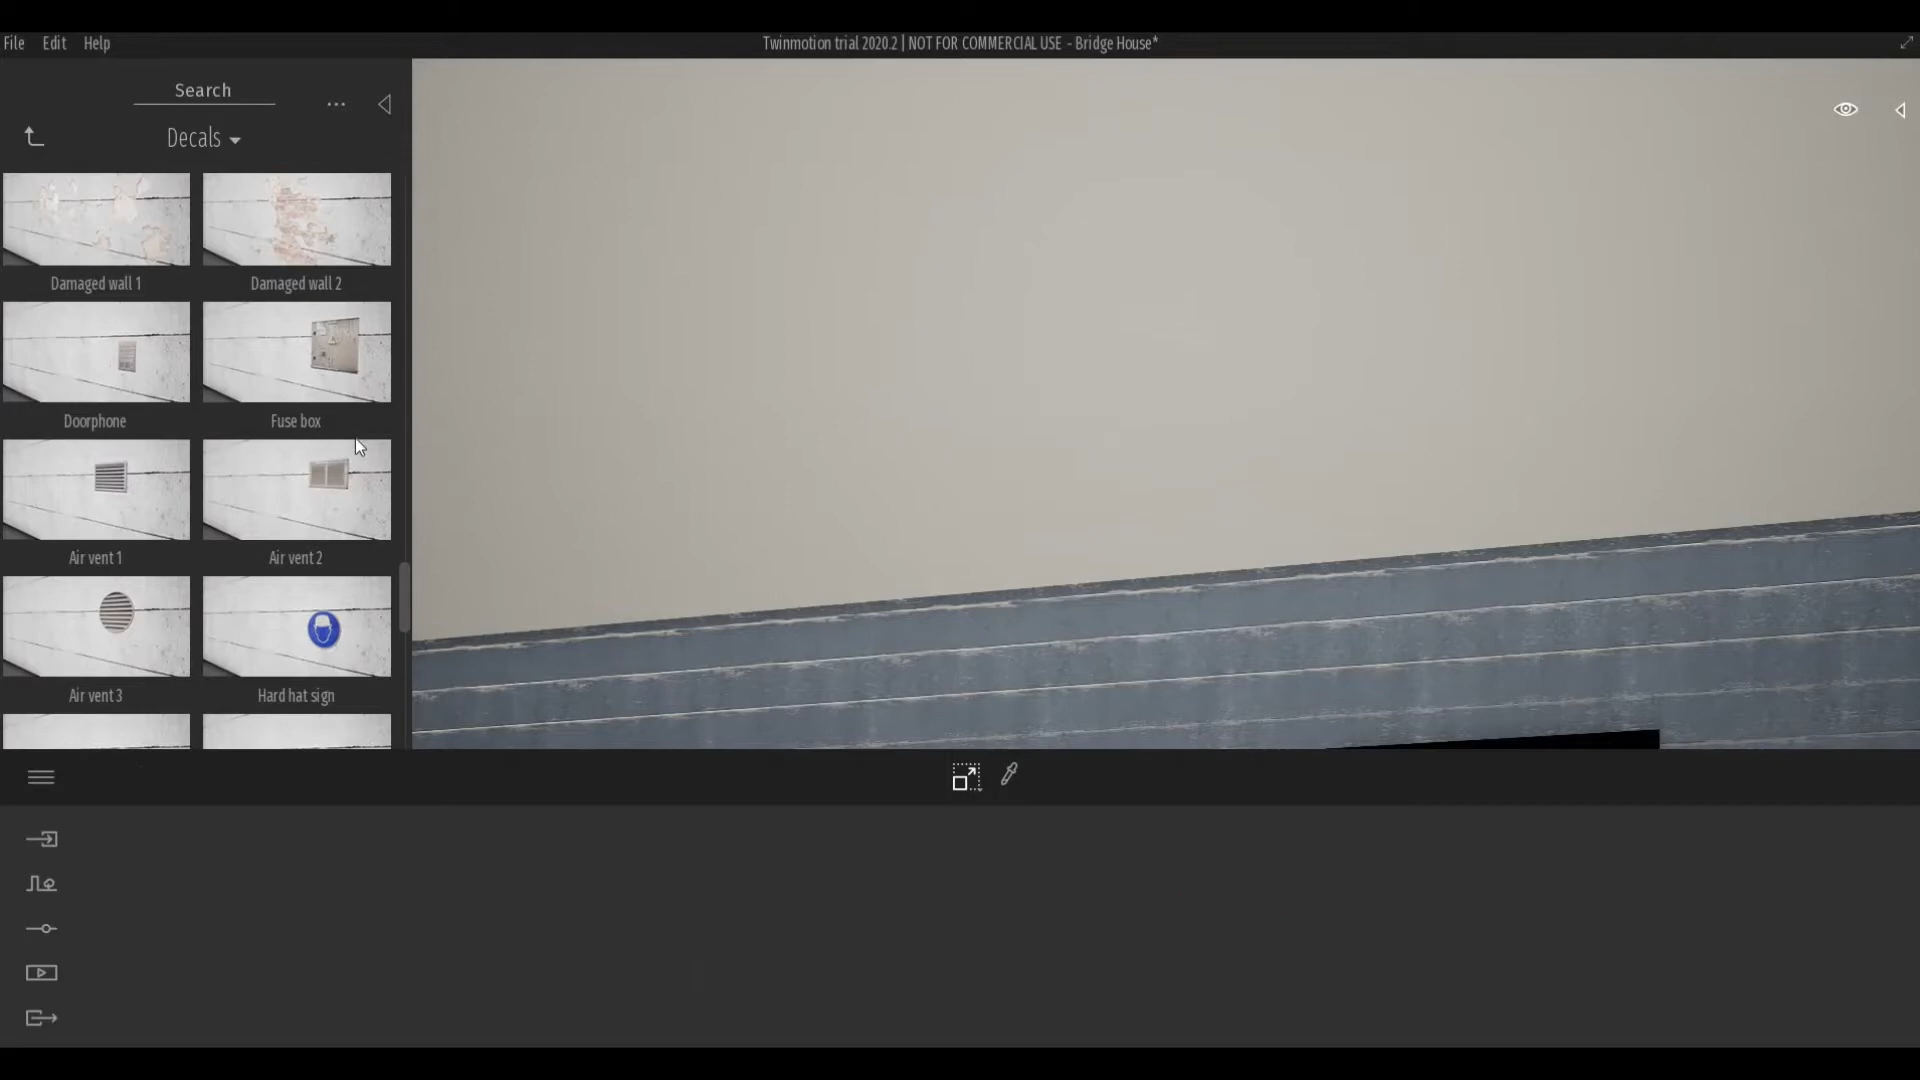 File Edit Help
Twinmotion trial 2020.2 | NOT FOR COMMERCIAL USE - Bridge House*
Search
...
Decals
Damaged wall 1 Damaged wall 2
Doorphone Fuse box
Air vent 1 Air vent 2
Air vent 3 Hard hat sign